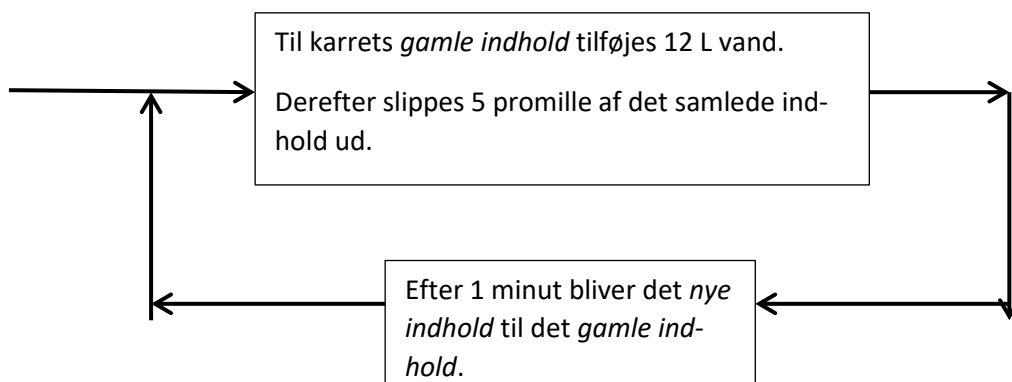 Til karrets gamle indhold tilføjes 12 L vand.
Derefter slippes 5 promille af det samlede ind-
hold ud.
Efter 1 minut bliver det nye
indhold til det gamle ind-
hold.